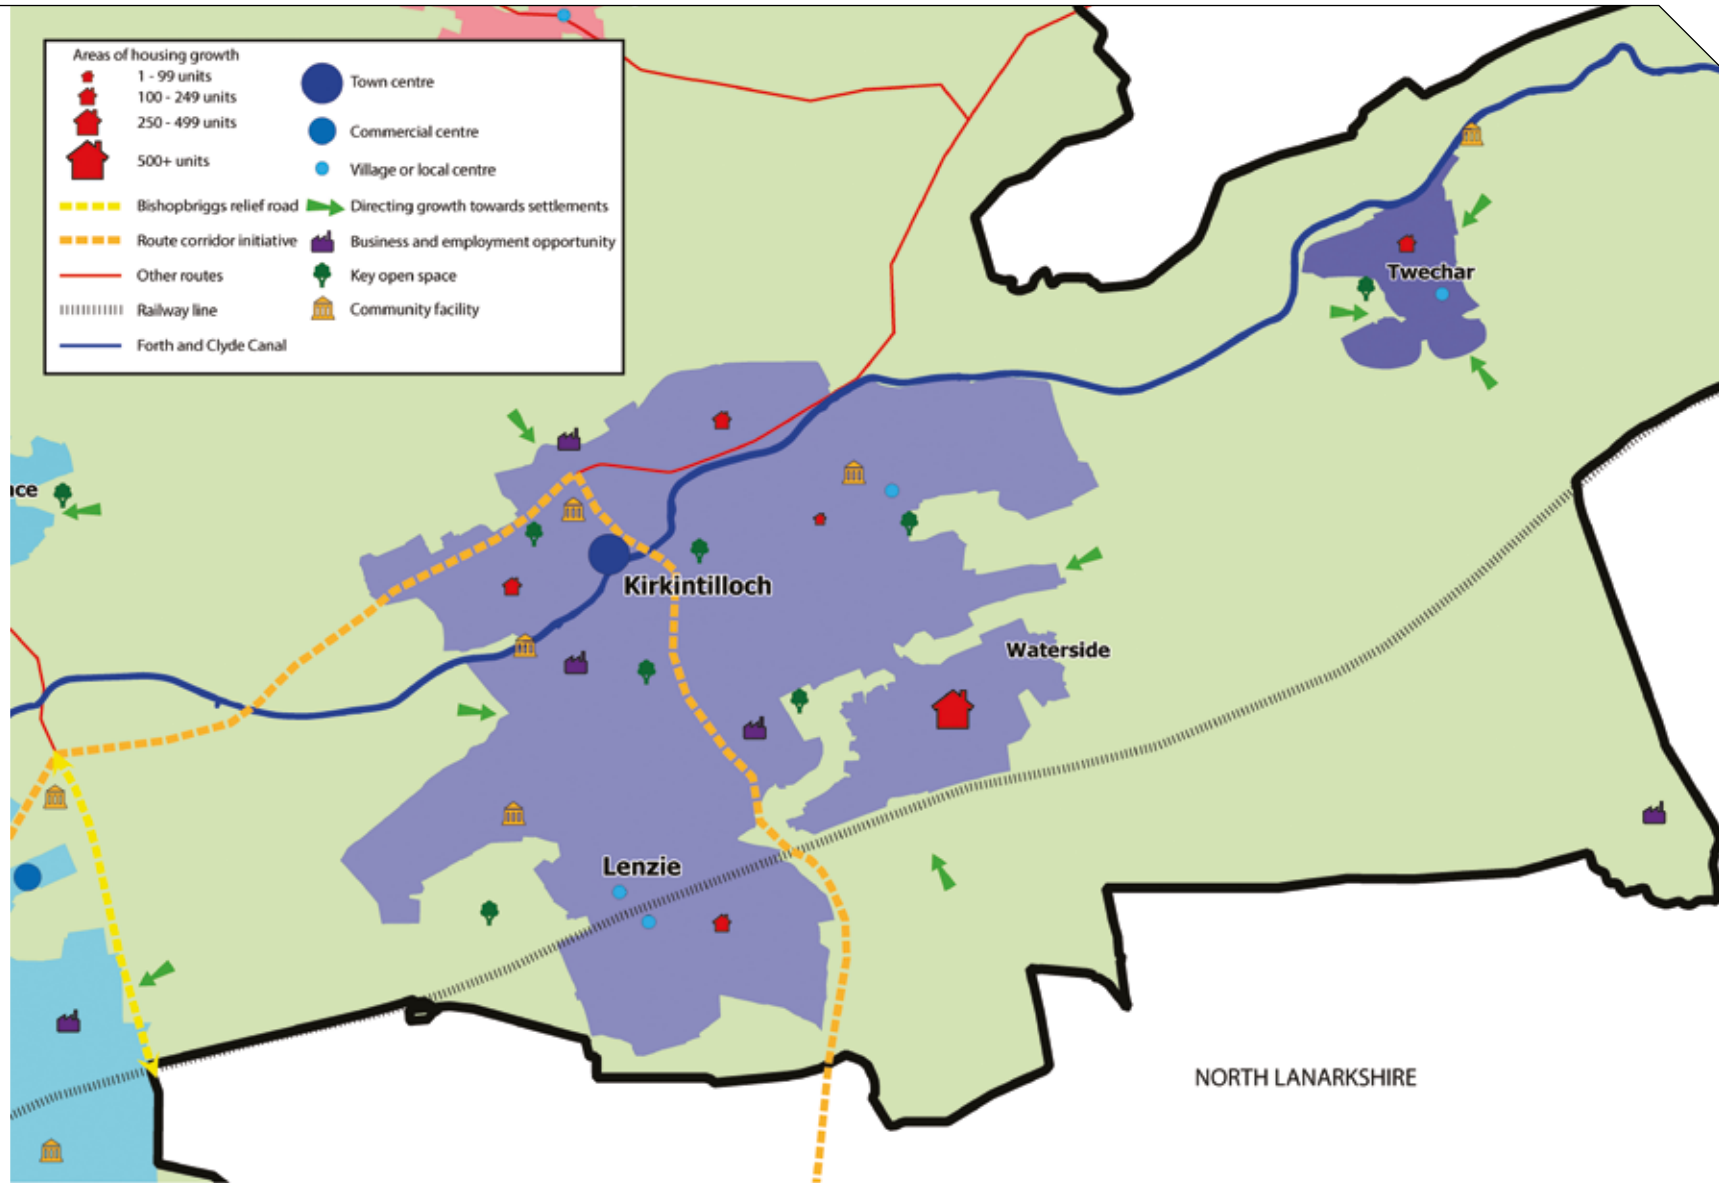 Areas of housing growth
1 - 99 units
100 - 249 units
250 - 499 units
500+ units
Bishopbriggs relief road
Route corridor initiative
Other routes
Railway line
Forth and Clyde Canal
Town centre
Commercial centre
Village or local centre
Directing growth towards settlements
Business and employment opportunity
Key open space
Community facility
Twechar
ce
Kirkintilloch
Waterside
Lenzie
NORTH LANARKSHIRE